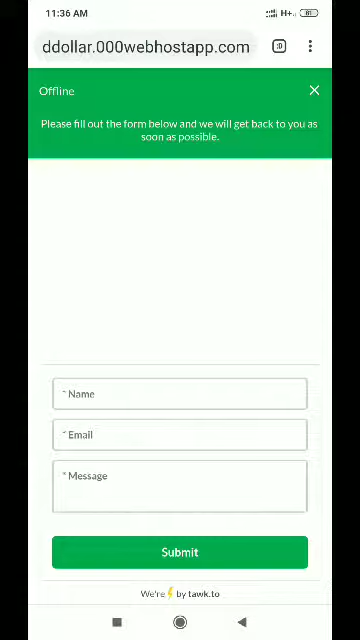 11:36 AM
H+
81
ddollar.000webhostapp.com
:D
Offline
Please fill out the form below and we will get back to you as
soon as possible.
* Name
* Email
* Message
Submit
We're by tawk.to